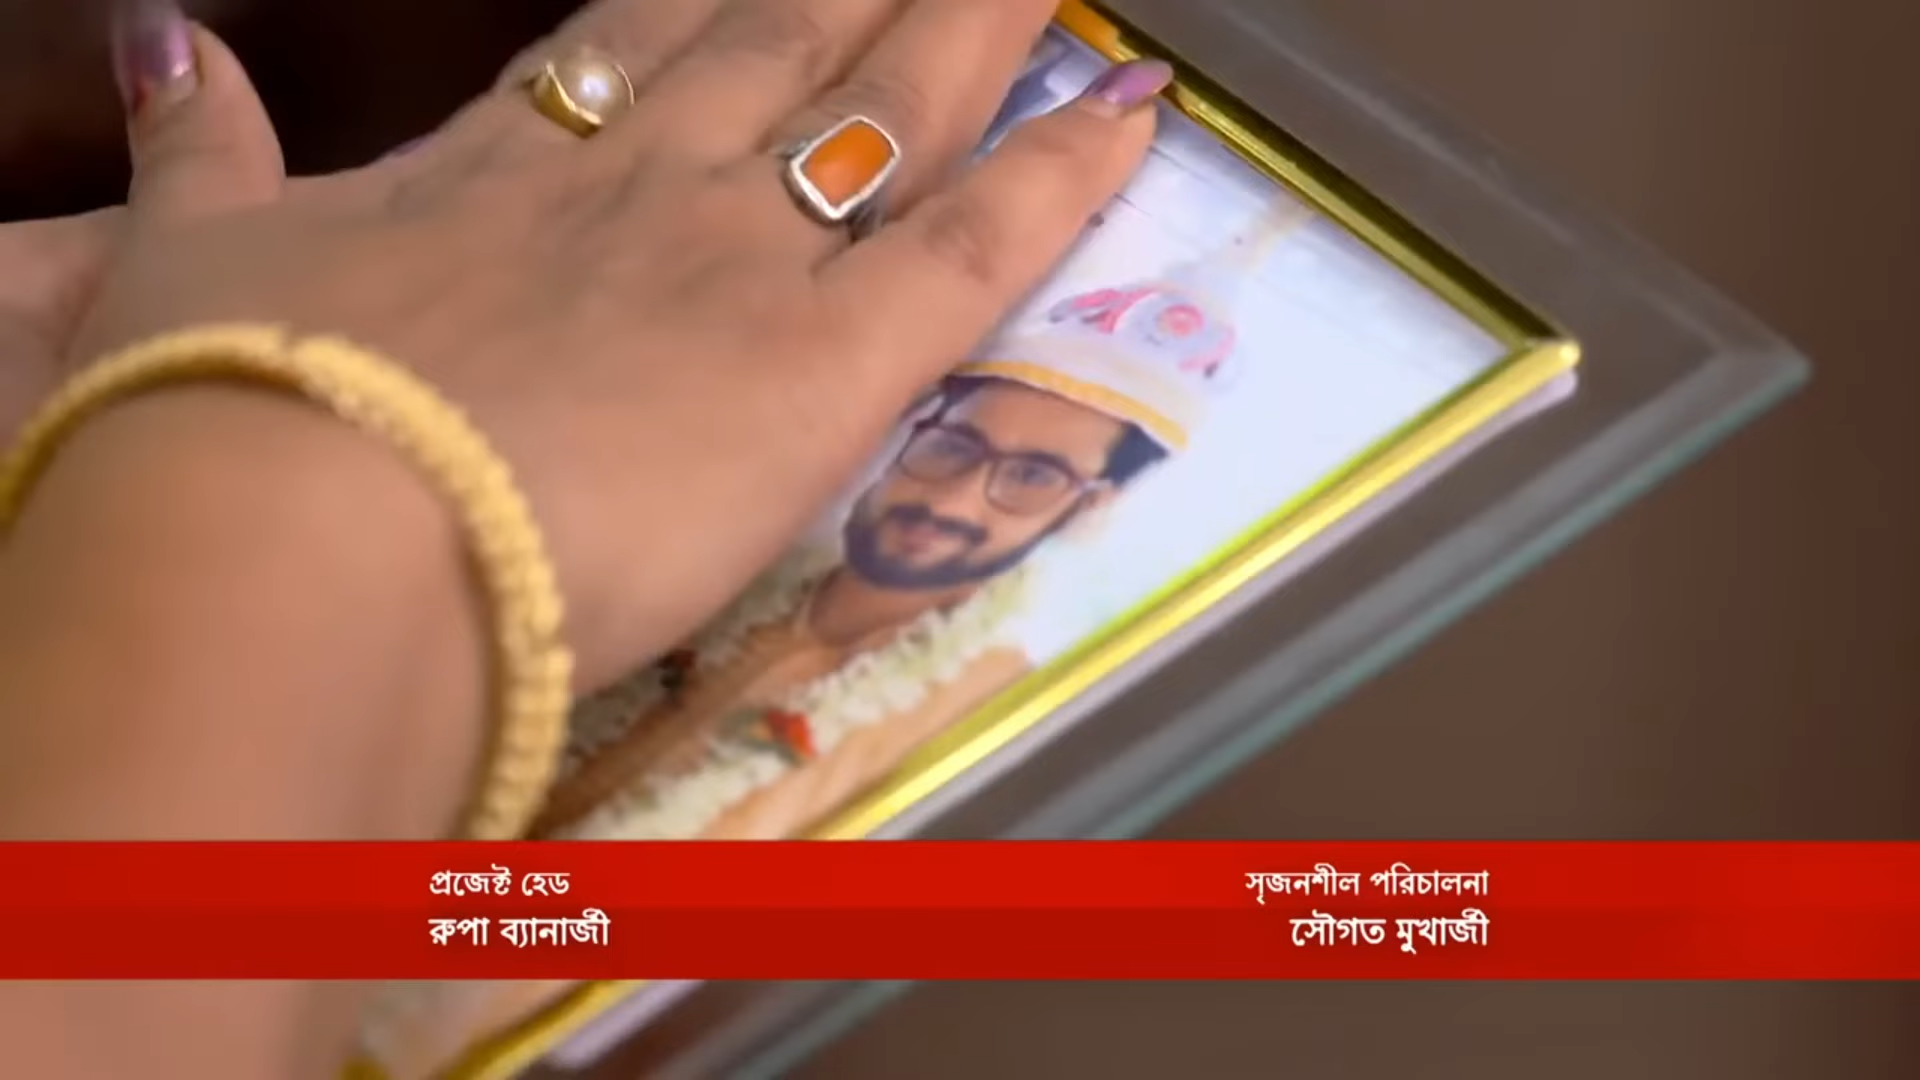 প্রজেক্ট হেড
রুপা ব্যানার্জী
সৃজনশীল পরিচালনা
সৌগত মুখার্জী